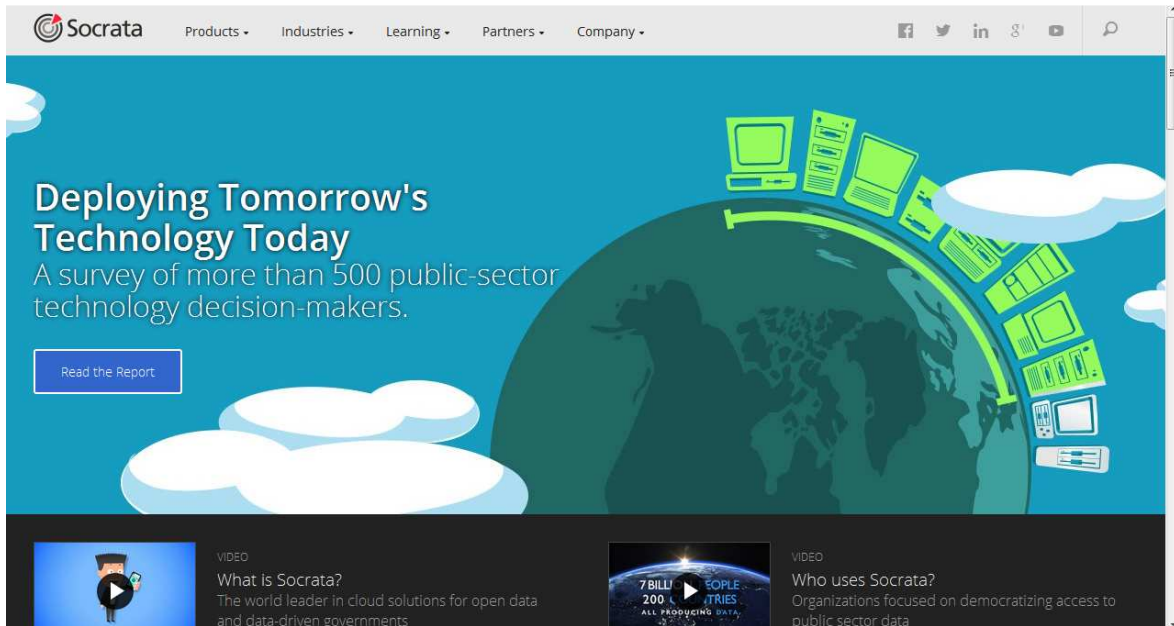 Socrata
Products
Industries
Learning
Partners
Company
Deploying Tomorrow's
Technology Today
A survey of more than 500 public-sector
technology decision-makers.
Read the Report
VIDEO
What is Socrata?
The world leader in cloud solutions for open data
and data-driven governments
7 BILL
200
ALL PRODUCING DATA
VIDEO
Who uses Socrata?
Organizations focused on democratizing access to
public sector data